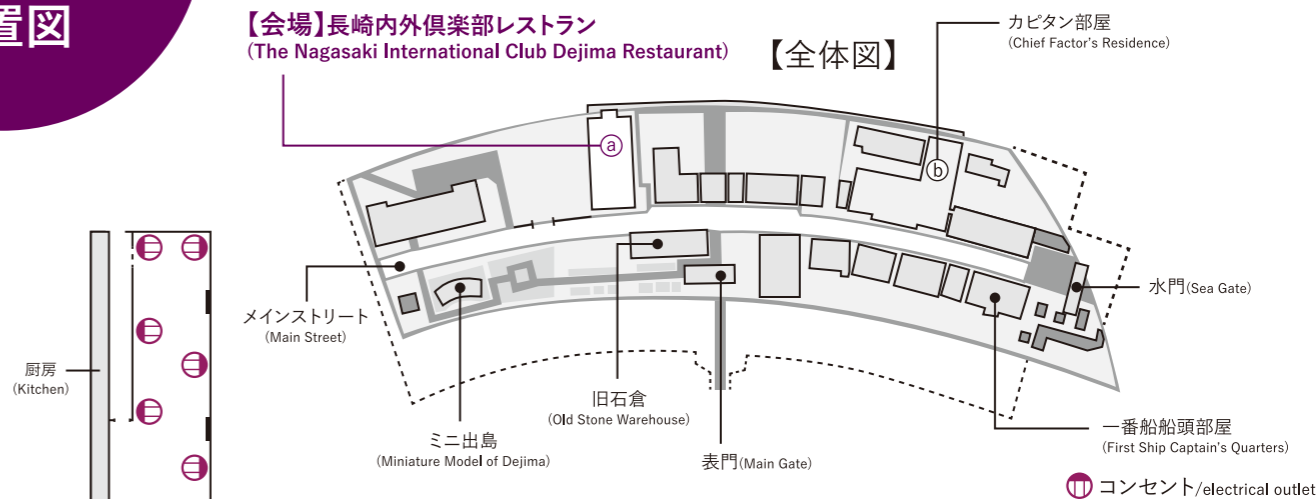 置図
【会場】長崎内外倶楽部レストラン
(The Nagasaki International Club Dejima Restaurant)
【全体図】
カピタン部屋
(Chief Factor's Residence)
a
b
水門(Sea Gate)
メインストリート
(Main Street)
厨房
(Kitchen)
旧石倉
(Old Stone Warehouse)
ミニ出島
(Miniature Model of Dejima)
表門(Main Gate)
一番船船頭部屋
(First Ship Captain's Quarters)
コンセント/electrical outlet